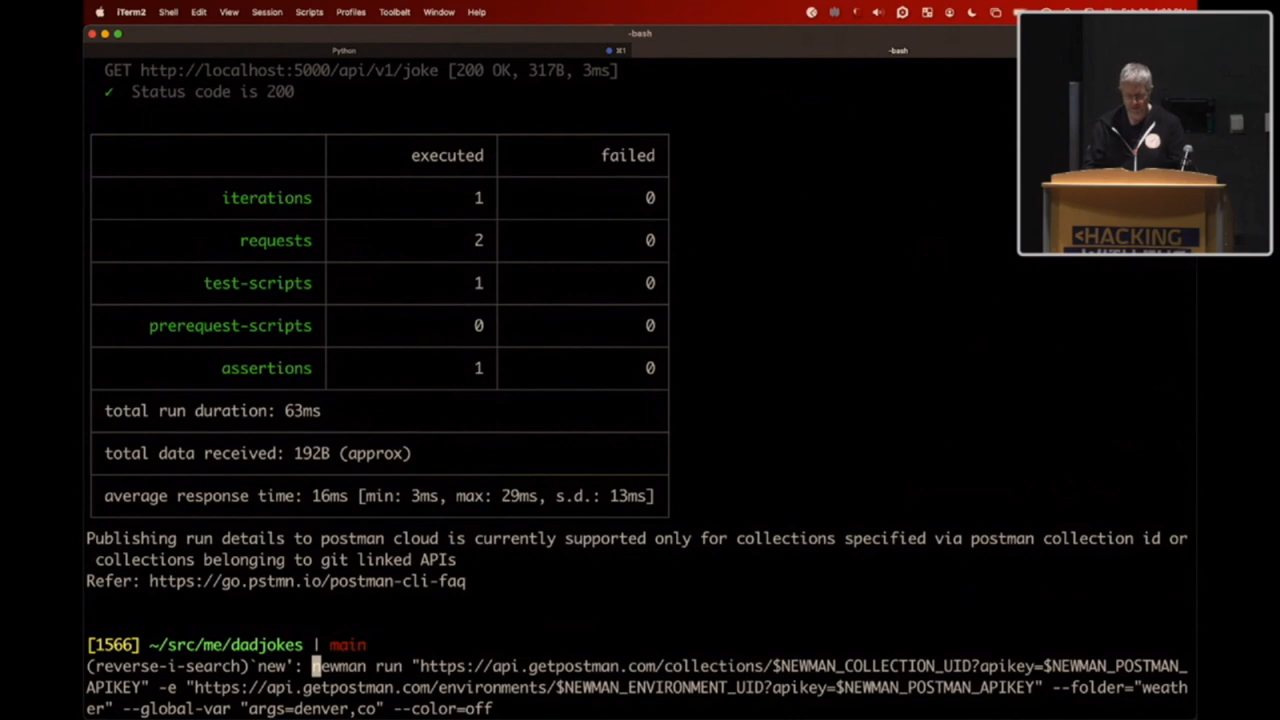 iTerm2 Shell Edit View Session Scripts Profiles Toolbelt Window Help
-bash
Python ⌘1 -bash
GET http://localhost:5000/api/v1/joke [200 OK, 317B, 3ms]
✓ Status code is 200
executed failed
iterations 1 0
requests 2 0
test-scripts 1 0
prerequest-scripts 0 0
assertions 1 0
total run duration: 63ms
total data received: 192B (approx)
average response time: 16ms [min: 3ms, max: 29ms, s.d.: 13ms]
Publishing run details to postman cloud is currently supported only for collections specified via postman collection id or
collections belonging to git linked APIs
Refer: https://go.pstmn.io/postman-cli-faq
[1566] ~/src/me/dadjokes | main
(reverse-i-search)`new': newman run "https://api.getpostman.com/collections/$NEWMAN_COLLECTION_UID?apikey=$NEWMAN_POSTMAN_
APIKEY" -e "https://api.getpostman.com/environments/$NEWMAN_ENVIRONMENT_UID?apikey=$NEWMAN_POSTMAN_APIKEY" --folder="weath
er" --global-var "args=denver,co" --color=off
<HACKING